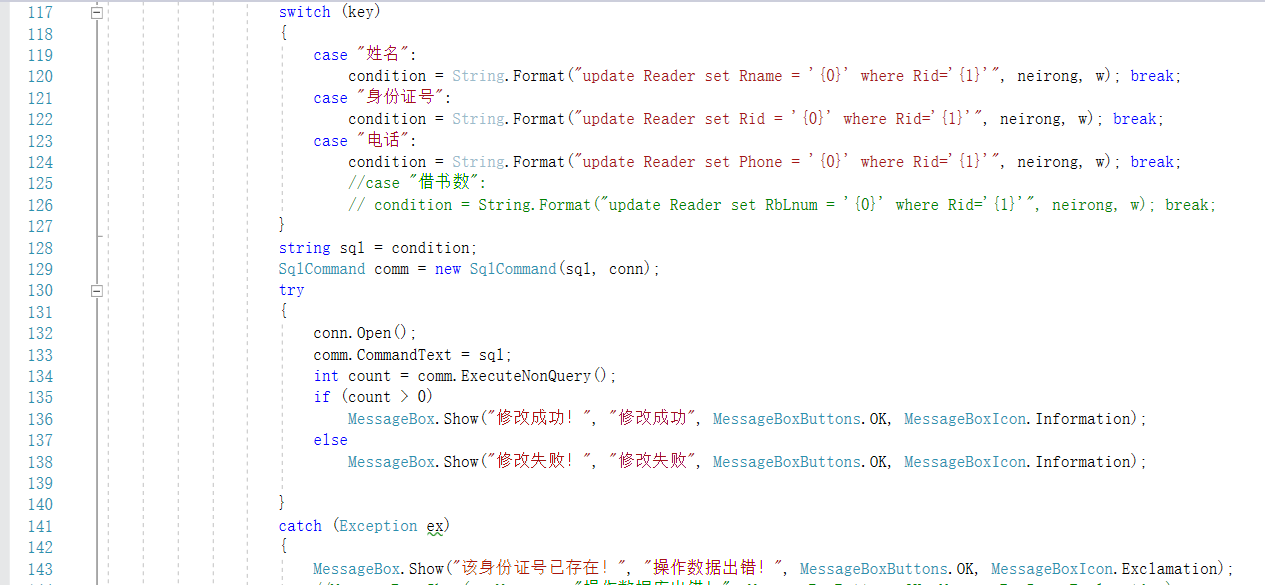 117 switch (key)
118 {
119 case "姓名":
120 condition = String.Format("update Reader set Rname = '{0}' where Rid='{1}'", neirong, w); break;
121 case "身份证号":
122 condition = String.Format("update Reader set Rid = '{0}' where Rid='{1}'", neirong, w); break;
123 case "电话":
124 condition = String.Format("update Reader set Phone = '{0}' where Rid='{1}'", neirong, w); break;
125 //case "借书数":
126 // condition = String.Format("update Reader set RbLnum = '{0}' where Rid='{1}'", neirong, w); break;
127 }
128 string sql = condition;
129 SqlCommand comm = new SqlCommand(sql, conn);
130 try
131 {
132 conn.Open();
133 comm.CommandText = sql;
134 int count = comm.ExecuteNonQuery();
135 if (count > 0)
136 MessageBox.Show("修改成功！", "修改成功", MessageBoxButtons.OK, MessageBoxIcon.Information);
137 else
138 MessageBox.Show("修改失败！", "修改失败", MessageBoxButtons.OK, MessageBoxIcon.Information);
139
140 }
141 catch (Exception ex)
142 {
143 MessageBox.Show("该身份证号已存在！", "操作数据出错！", MessageBoxButtons.OK, MessageBoxIcon.Exclamation);